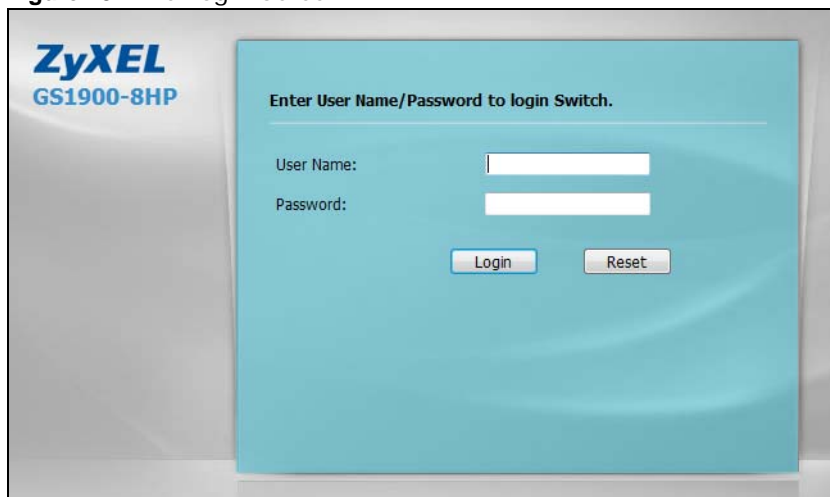 ZyXEL
GS1900-8HP
Enter User Name/Password to login Switch.
User Name:
Password:
Login Reset